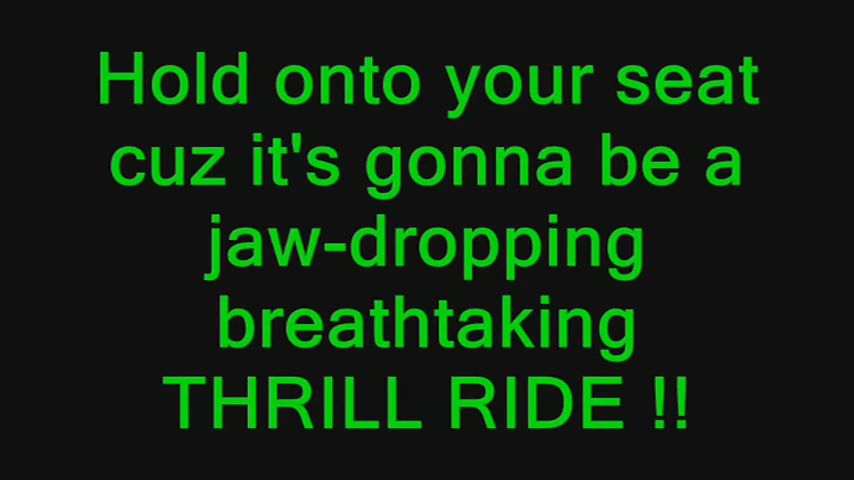 Hold onto your seat
cuz it's gonna be a
jaw-dropping
breathtaking
THRILL RIDE !!